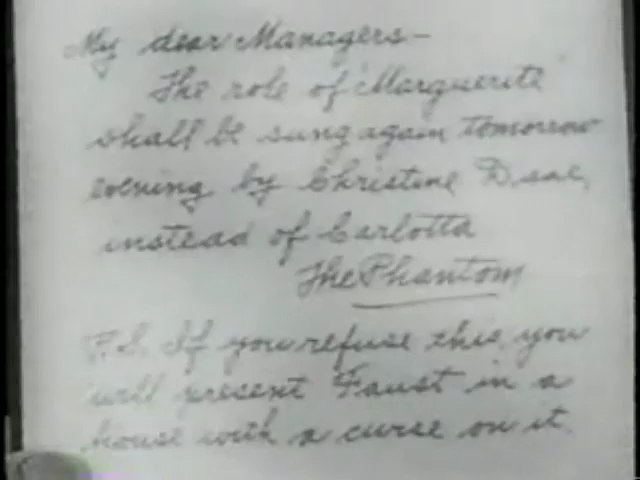 My dear Managers—
The role of "Marguerite"
shall be sung again tomorrow
evening by Christine Daae,
instead of Carlotta
The Phantom
P.S. If you refuse this, you
will present Faust in a
house with a curse on it.